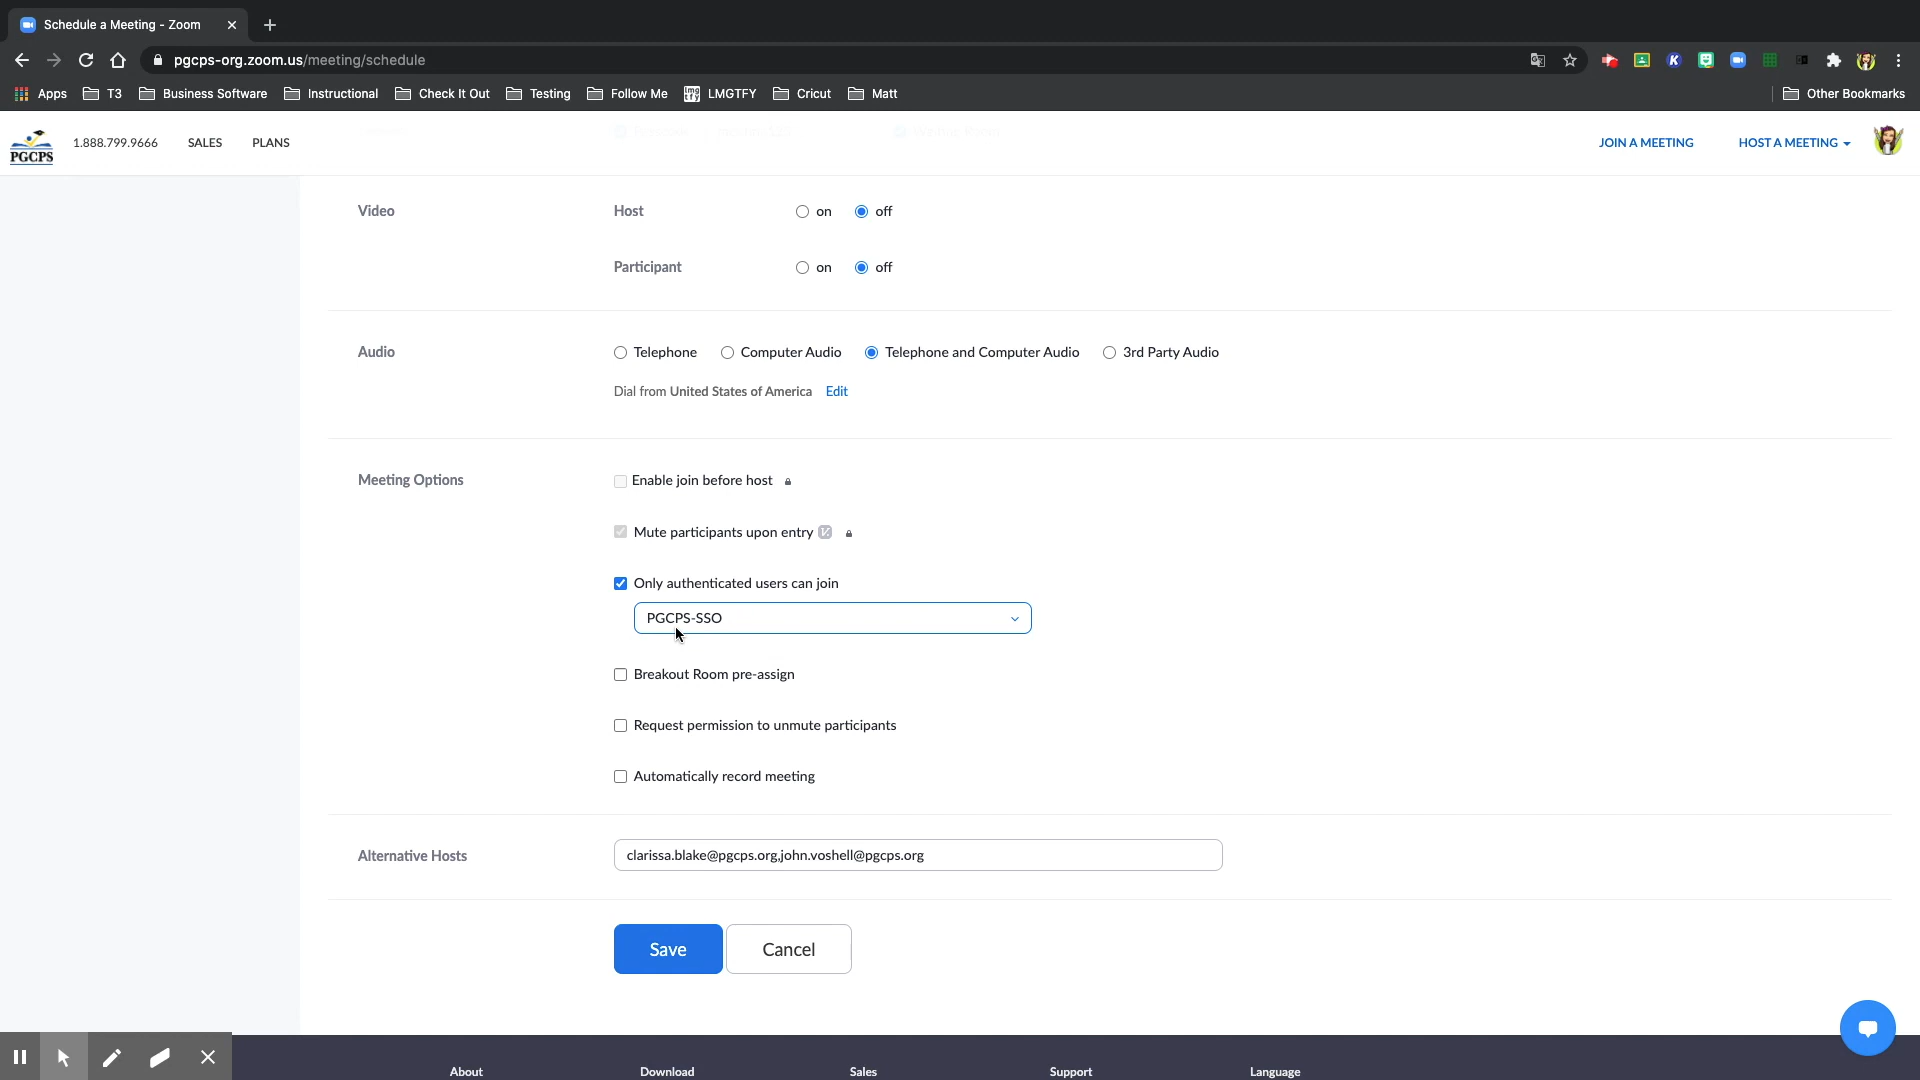 Schedule a Meeting - Zoom
pgcps-org.zoom.us/meeting/schedule
Apps T3 Business Software Instructional Check It Out Testing Follow Me LMGTFY Cricut Matt Other Bookmarks
PGCPS 1.888.799.9666 SALES PLANS JOIN A MEETING HOST A MEETING
Video Host on off
Participant on off
Audio Telephone Computer Audio Telephone and Computer Audio 3rd Party Audio
Dial from United States of America Edit
Meeting Options Enable join before host
Mute participants upon entry
Only authenticated users can join
PGCPS-SSO
Breakout Room pre-assign
Request permission to unmute participants
Automatically record meeting
Alternative Hosts clarissa.blake@pgcps.org,john.voshell@pgcps.org
Save Cancel
About Download Sales Support Language